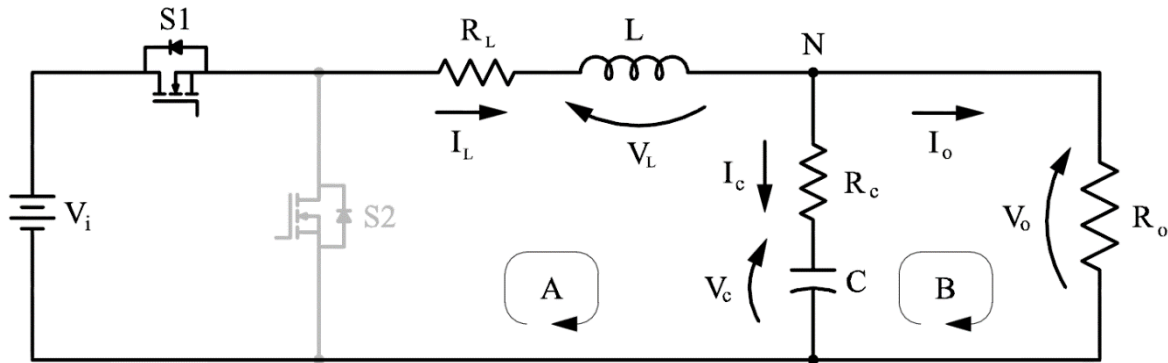 S1
R_L
L
N
I_L
V_L
I_c
R_c
I_o
V_i
S2
V_o
R_o
A
V_c
C
B